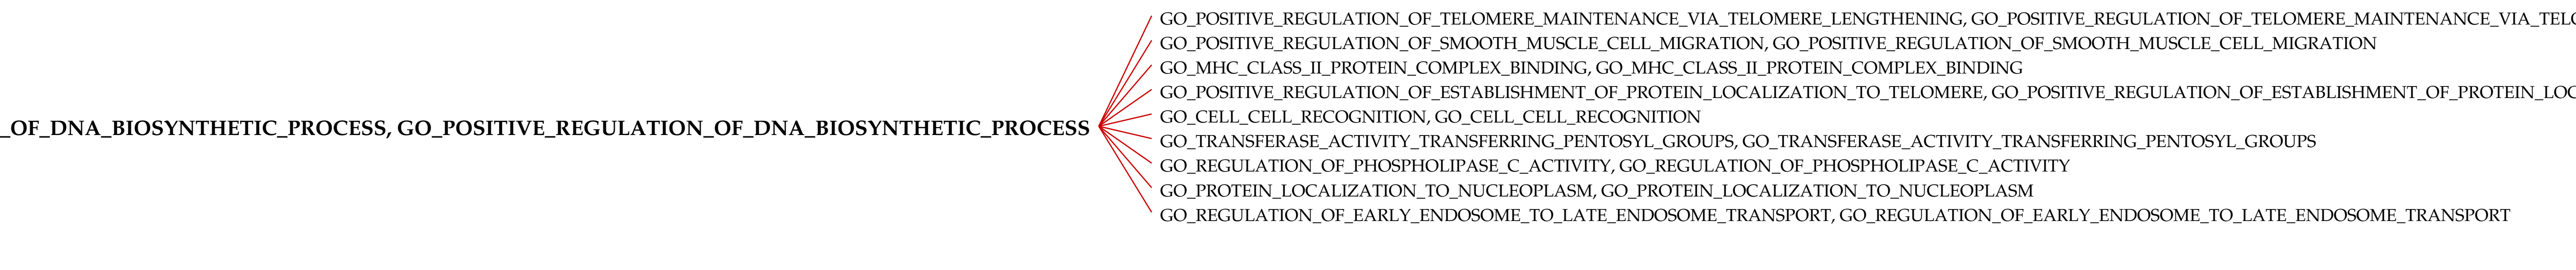 GO_POSITIVE_REGULATION_OF_TELOMERE_MAINTENANCE_VIA_TELOMERE_LENGTHENING, GO_POSITIVE_REGULATION_OF_TELOMERE_MAINTENANCE_VIA_TEL
GO_POSITIVE_REGULATION_OF_SMOOTH_MUSCLE_CELL_MIGRATION, GO_POSITIVE_REGULATION_OF_SMOOTH_MUSCLE_CELL_MIGRATION
GO_MHC_CLASS_II_PROTEIN_COMPLEX_BINDING, GO_MHC_CLASS_II_PROTEIN_COMPLEX_BINDING
GO_POSITIVE_REGULATION_OF_ESTABLISHMENT_OF_PROTEIN_LOCALIZATION_TO_TELOMERE, GO_POSITIVE_REGULATION_OF_ESTABLISHMENT_OF_PROTEIN_LOC
GO_CELL_CELL_RECOGNITION, GO_CELL_CELL_RECOGNITION
_OF_DNA_BIOSYNTHETIC_PROCESS, GO_POSITIVE_REGULATION_OF_DNA_BIOSYNTHETIC_PROCESS
GO_TRANSFERASE_ACTIVITY_TRANSFERRING_PENTOSYL_GROUPS, GO_TRANSFERASE_ACTIVITY_TRANSFERRING_PENTOSYL_GROUPS
GO_REGULATION_OF_PHOSPHOLIPASE_C_ACTIVITY, GO_REGULATION_OF_PHOSPHOLIPASE_C_ACTIVITY
GO_PROTEIN_LOCALIZATION_TO_NUCLEOPLASM, GO_PROTEIN_LOCALIZATION_TO_NUCLEOPLASM
GO_REGULATION_OF_EARLY_ENDOSOME_TO_LATE_ENDOSOME_TRANSPORT, GO_REGULATION_OF_EARLY_ENDOSOME_TO_LATE_ENDOSOME_TRANSPORT